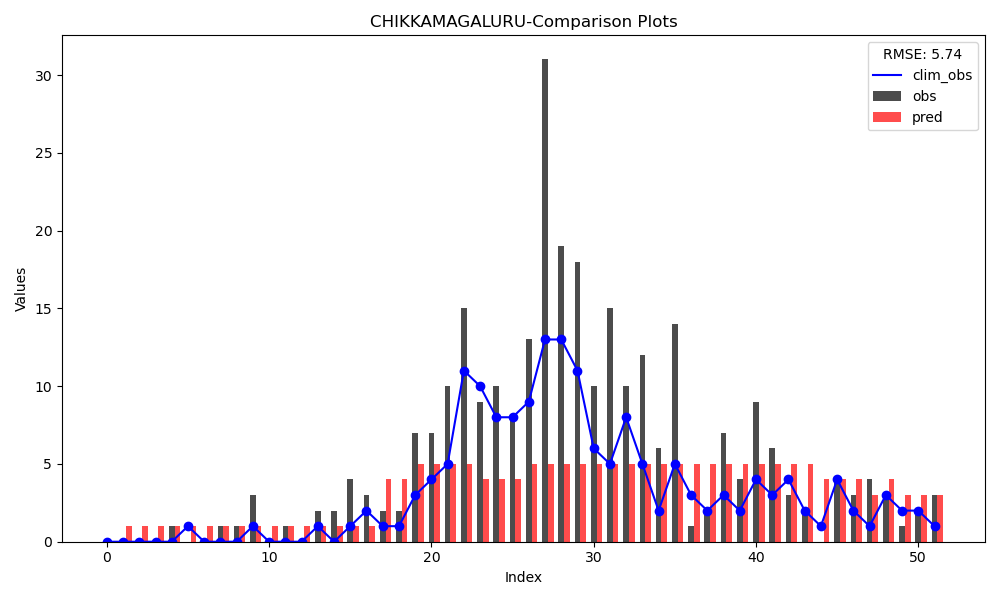 CHIKKAMAGALURU-Comparison Plots
RMSE: 5.74
clim_obs
obs
pred
Values
30
25
20
15
10
5
0
0 10 20 30 40 50
Index